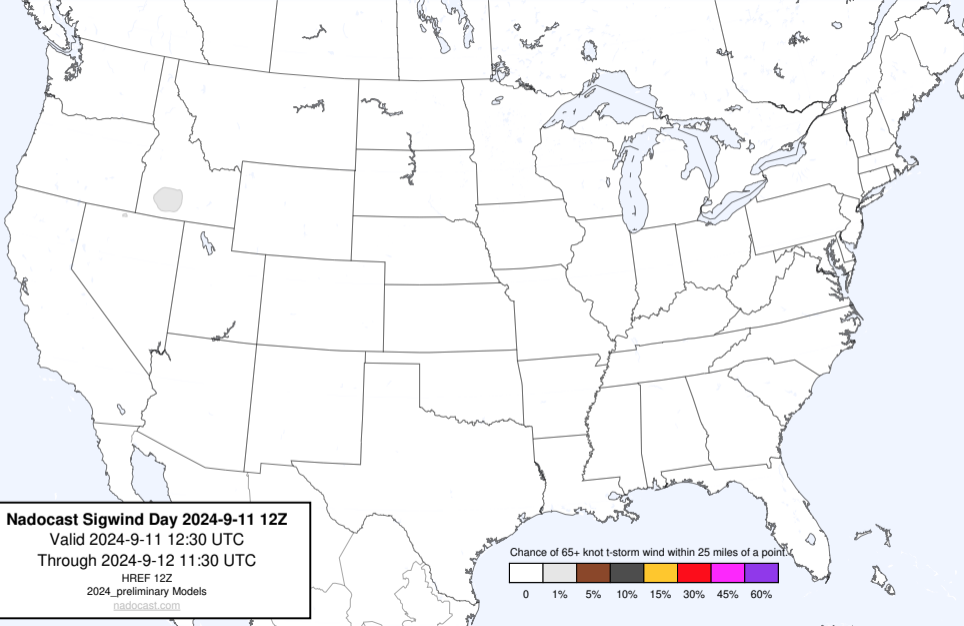 Nadocast Sigwind Day 2024-9-11 12Z
Valid 2024-9-11 12:30 UTC
Through 2024-9-12 11:30 UTC
HREF 12Z
2024_preliminary Models
nadocast.com
Chance of 65+ knot t-storm wind within 25 miles of a point.
0 1% 5% 10% 15% 30% 45% 60%